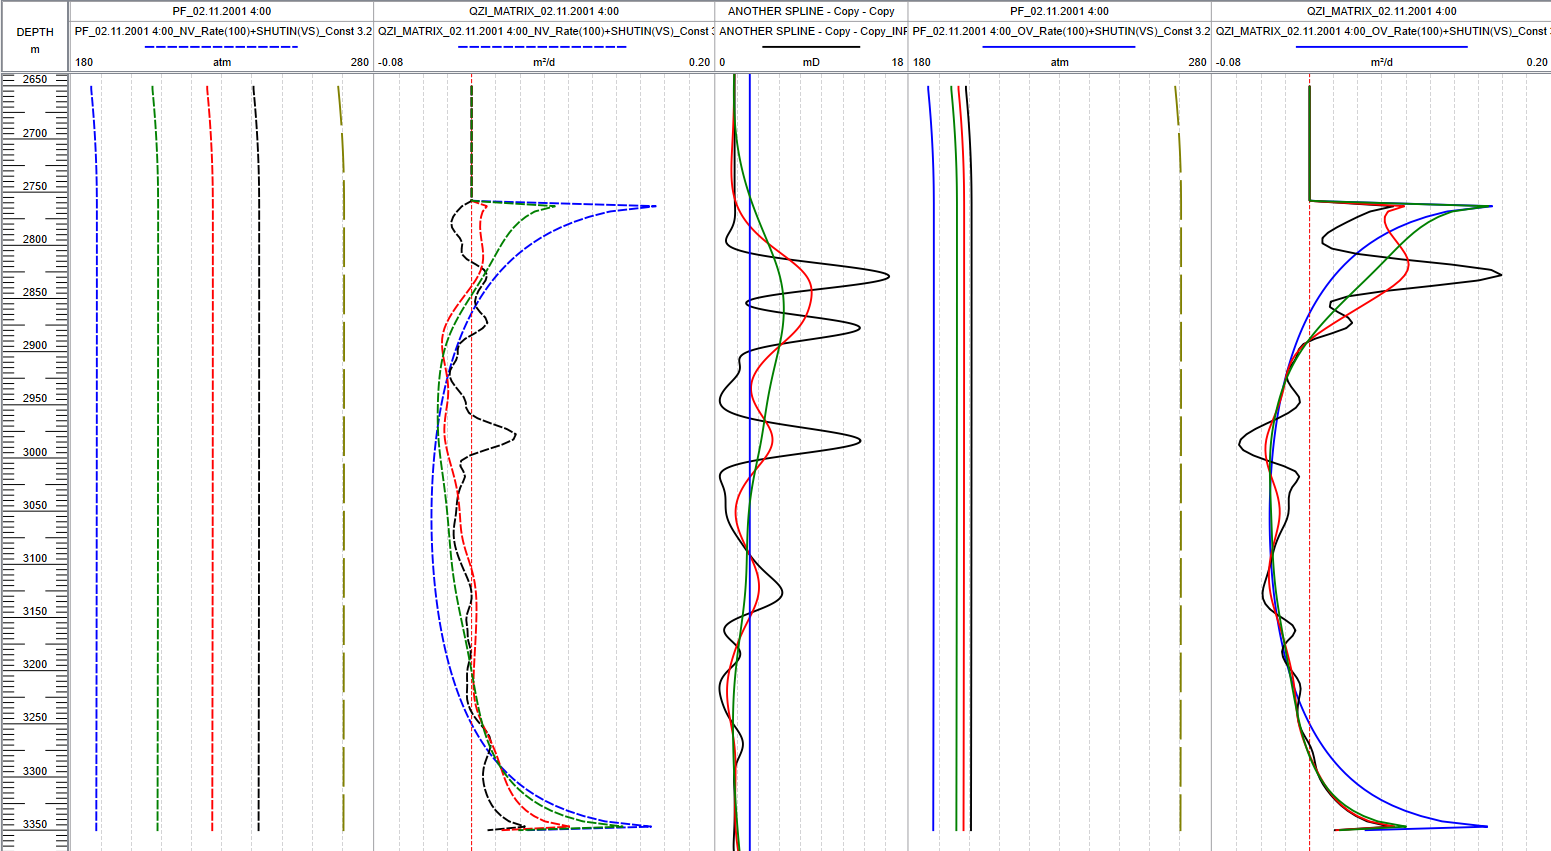 PF_02.11.2001 4:00
QZI_MATRIX_02.11.2001 4:00
ANOTHER SPLINE - Copy - Copy
PF_02.11.2001 4:00
QZI_MATRIX_02.11.2001 4:00
DEPTH
m
PF_02.11.2001 4:00_NV_Rate(100)+SHUTIN(VS)_Const 3.2
QZI_MATRIX_02.11.2001 4:00_NV_Rate(100)+SHUTIN(VS)_Const 3
ANOTHER SPLINE - Copy - Copy_INF
PF_02.11.2001 4:00_OV_Rate(100)+SHUTIN(VS)_Const 3.2
QZI_MATRIX_02.11.2001 4:00_OV_Rate(100)+SHUTIN(VS)_Const 3
180 atm 280
-0.08 m²/d 0.20
0 mD 18
180 atm 280
-0.08 m²/d 0.20
2650
2700
2750
2800
2850
2900
2950
3000
3050
3100
3150
3200
3250
3300
3350